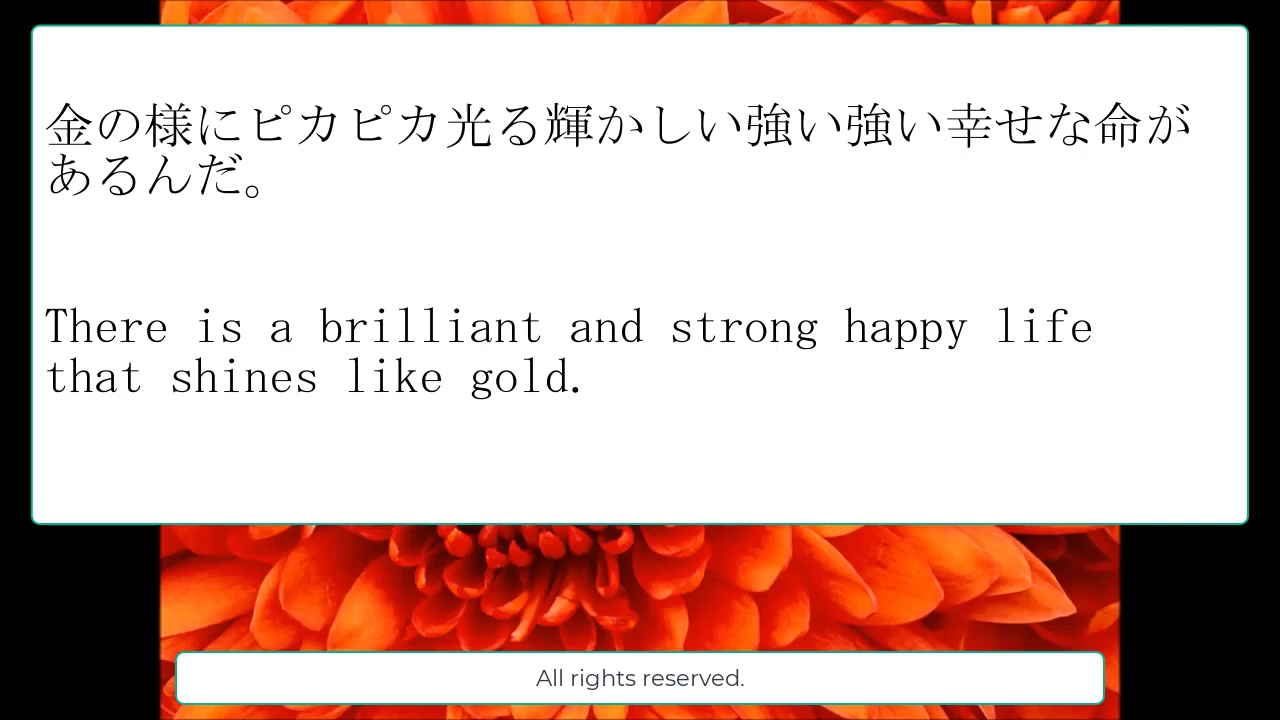 金の様にピカピカ光る輝かしい強い強い幸せな命が
あるんだ。
There is a brilliant and strong happy life
that shines like gold.
All rights reserved.